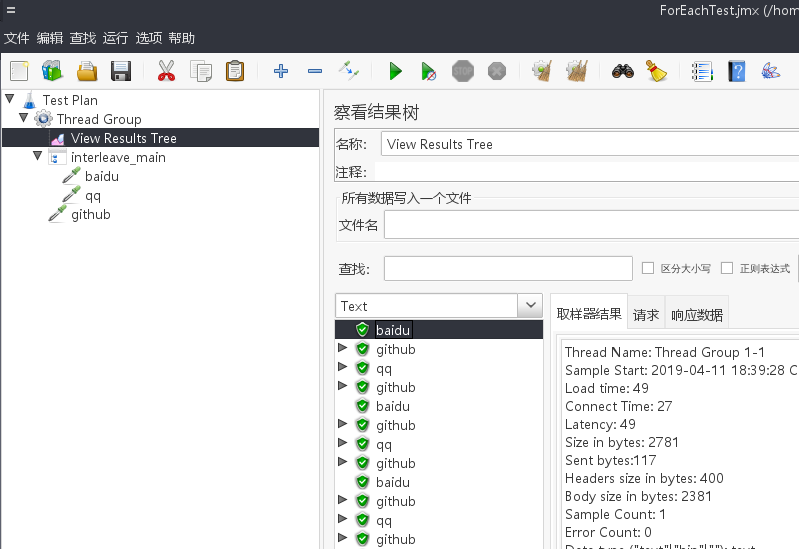 ForEachTest.jmx (/hom
文件 编辑 查找 运行 选项 帮助
STOP
Test Plan
Thread Group
View Results Tree
interleave_main
baidu
qq
github
察看结果树
名称: View Results Tree
注释:
所有数据写入一个文件
文件名
查找: 区分大小写 正则表达式
Text
baidu
github
qq
github
baidu
github
qq
github
baidu
github
qq
github
取样器结果 请求 响应数据
Thread Name: Thread Group 1-1
Sample Start: 2019-04-11 18:39:28 C
Load time: 49
Connect Time: 27
Latency: 49
Size in bytes: 2781
Sent bytes:117
Headers size in bytes: 400
Body size in bytes: 2381
Sample Count: 1
Error Count: 0
Data type ("text"|"bin"|""): text